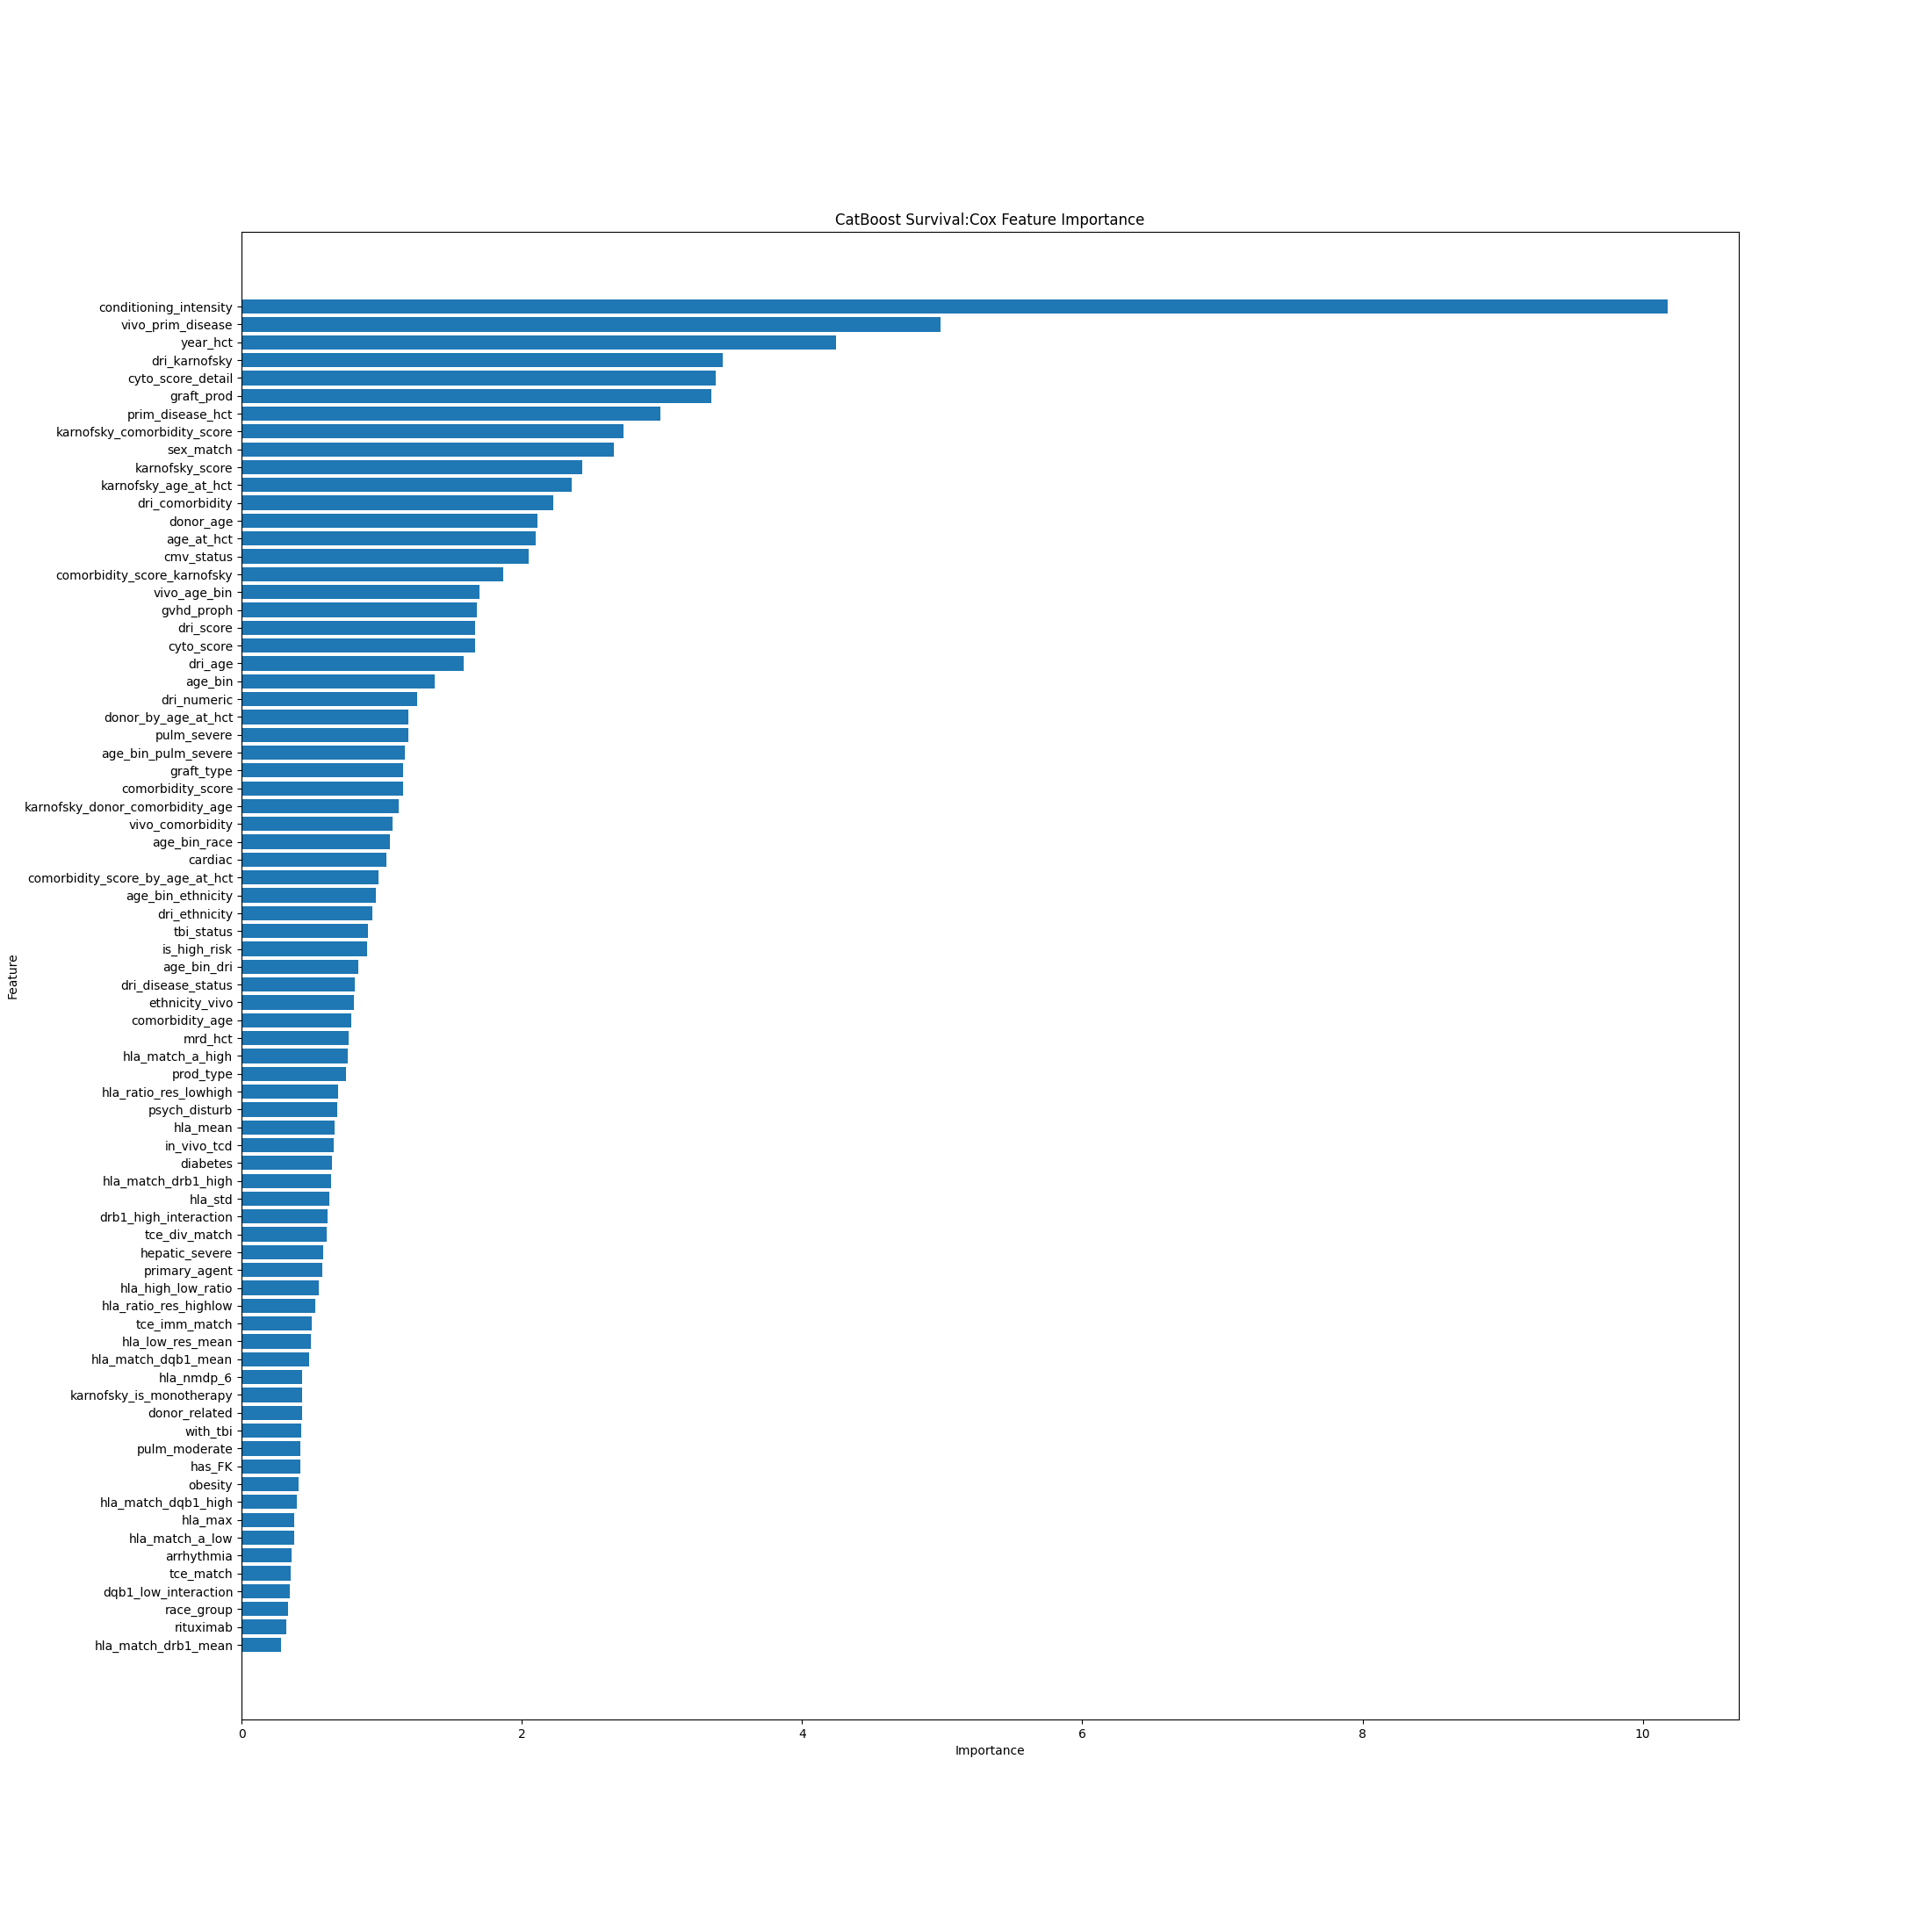 CatBoost Survival:Cox Feature Importance
conditioning_intensity
vivo_prim_disease
year_hct
dri_karnofsky
cyto_score_detail
graft_prod
prim_disease_hct
karnofsky_comorbidity_score
sex_match
karnofsky_score
karnofsky_age_at_hct
dri_comorbidity
donor_age
age_at_hct
cmv_status
comorbidity_score_karnofsky
vivo_age_bin
gvhd_proph
dri_score
cyto_score
dri_age
age_bin
dri_numeric
donor_by_age_at_hct
pulm_severe
age_bin_pulm_severe
graft_type
comorbidity_score
karnofsky_donor_comorbidity_age
vivo_comorbidity
age_bin_race
cardiac
comorbidity_score_by_age_at_hct
age_bin_ethnicity
dri_ethnicity
tbi_status
is_high_risk
age_bin_dri
dri_disease_status
ethnicity_vivo
comorbidity_age
mrd_hct
hla_match_a_high
prod_type
hla_ratio_res_lowhigh
psych_disturb
hla_mean
in_vivo_tcd
diabetes
hla_match_drb1_high
hla_std
drb1_high_interaction
tce_div_match
hepatic_severe
primary_agent
hla_high_low_ratio
hla_ratio_res_highlow
tce_imm_match
hla_low_res_mean
hla_match_dqb1_mean
hla_nmdp_6
karnofsky_is_monotherapy
donor_related
with_tbi
pulm_moderate
has_FK
obesity
hla_match_dqb1_high
hla_max
hla_match_a_low
arrhythmia
tce_match
dqb1_low_interaction
race_group
rituximab
hla_match_drb1_mean
Feature
0 2 4 6 8 10
Importance